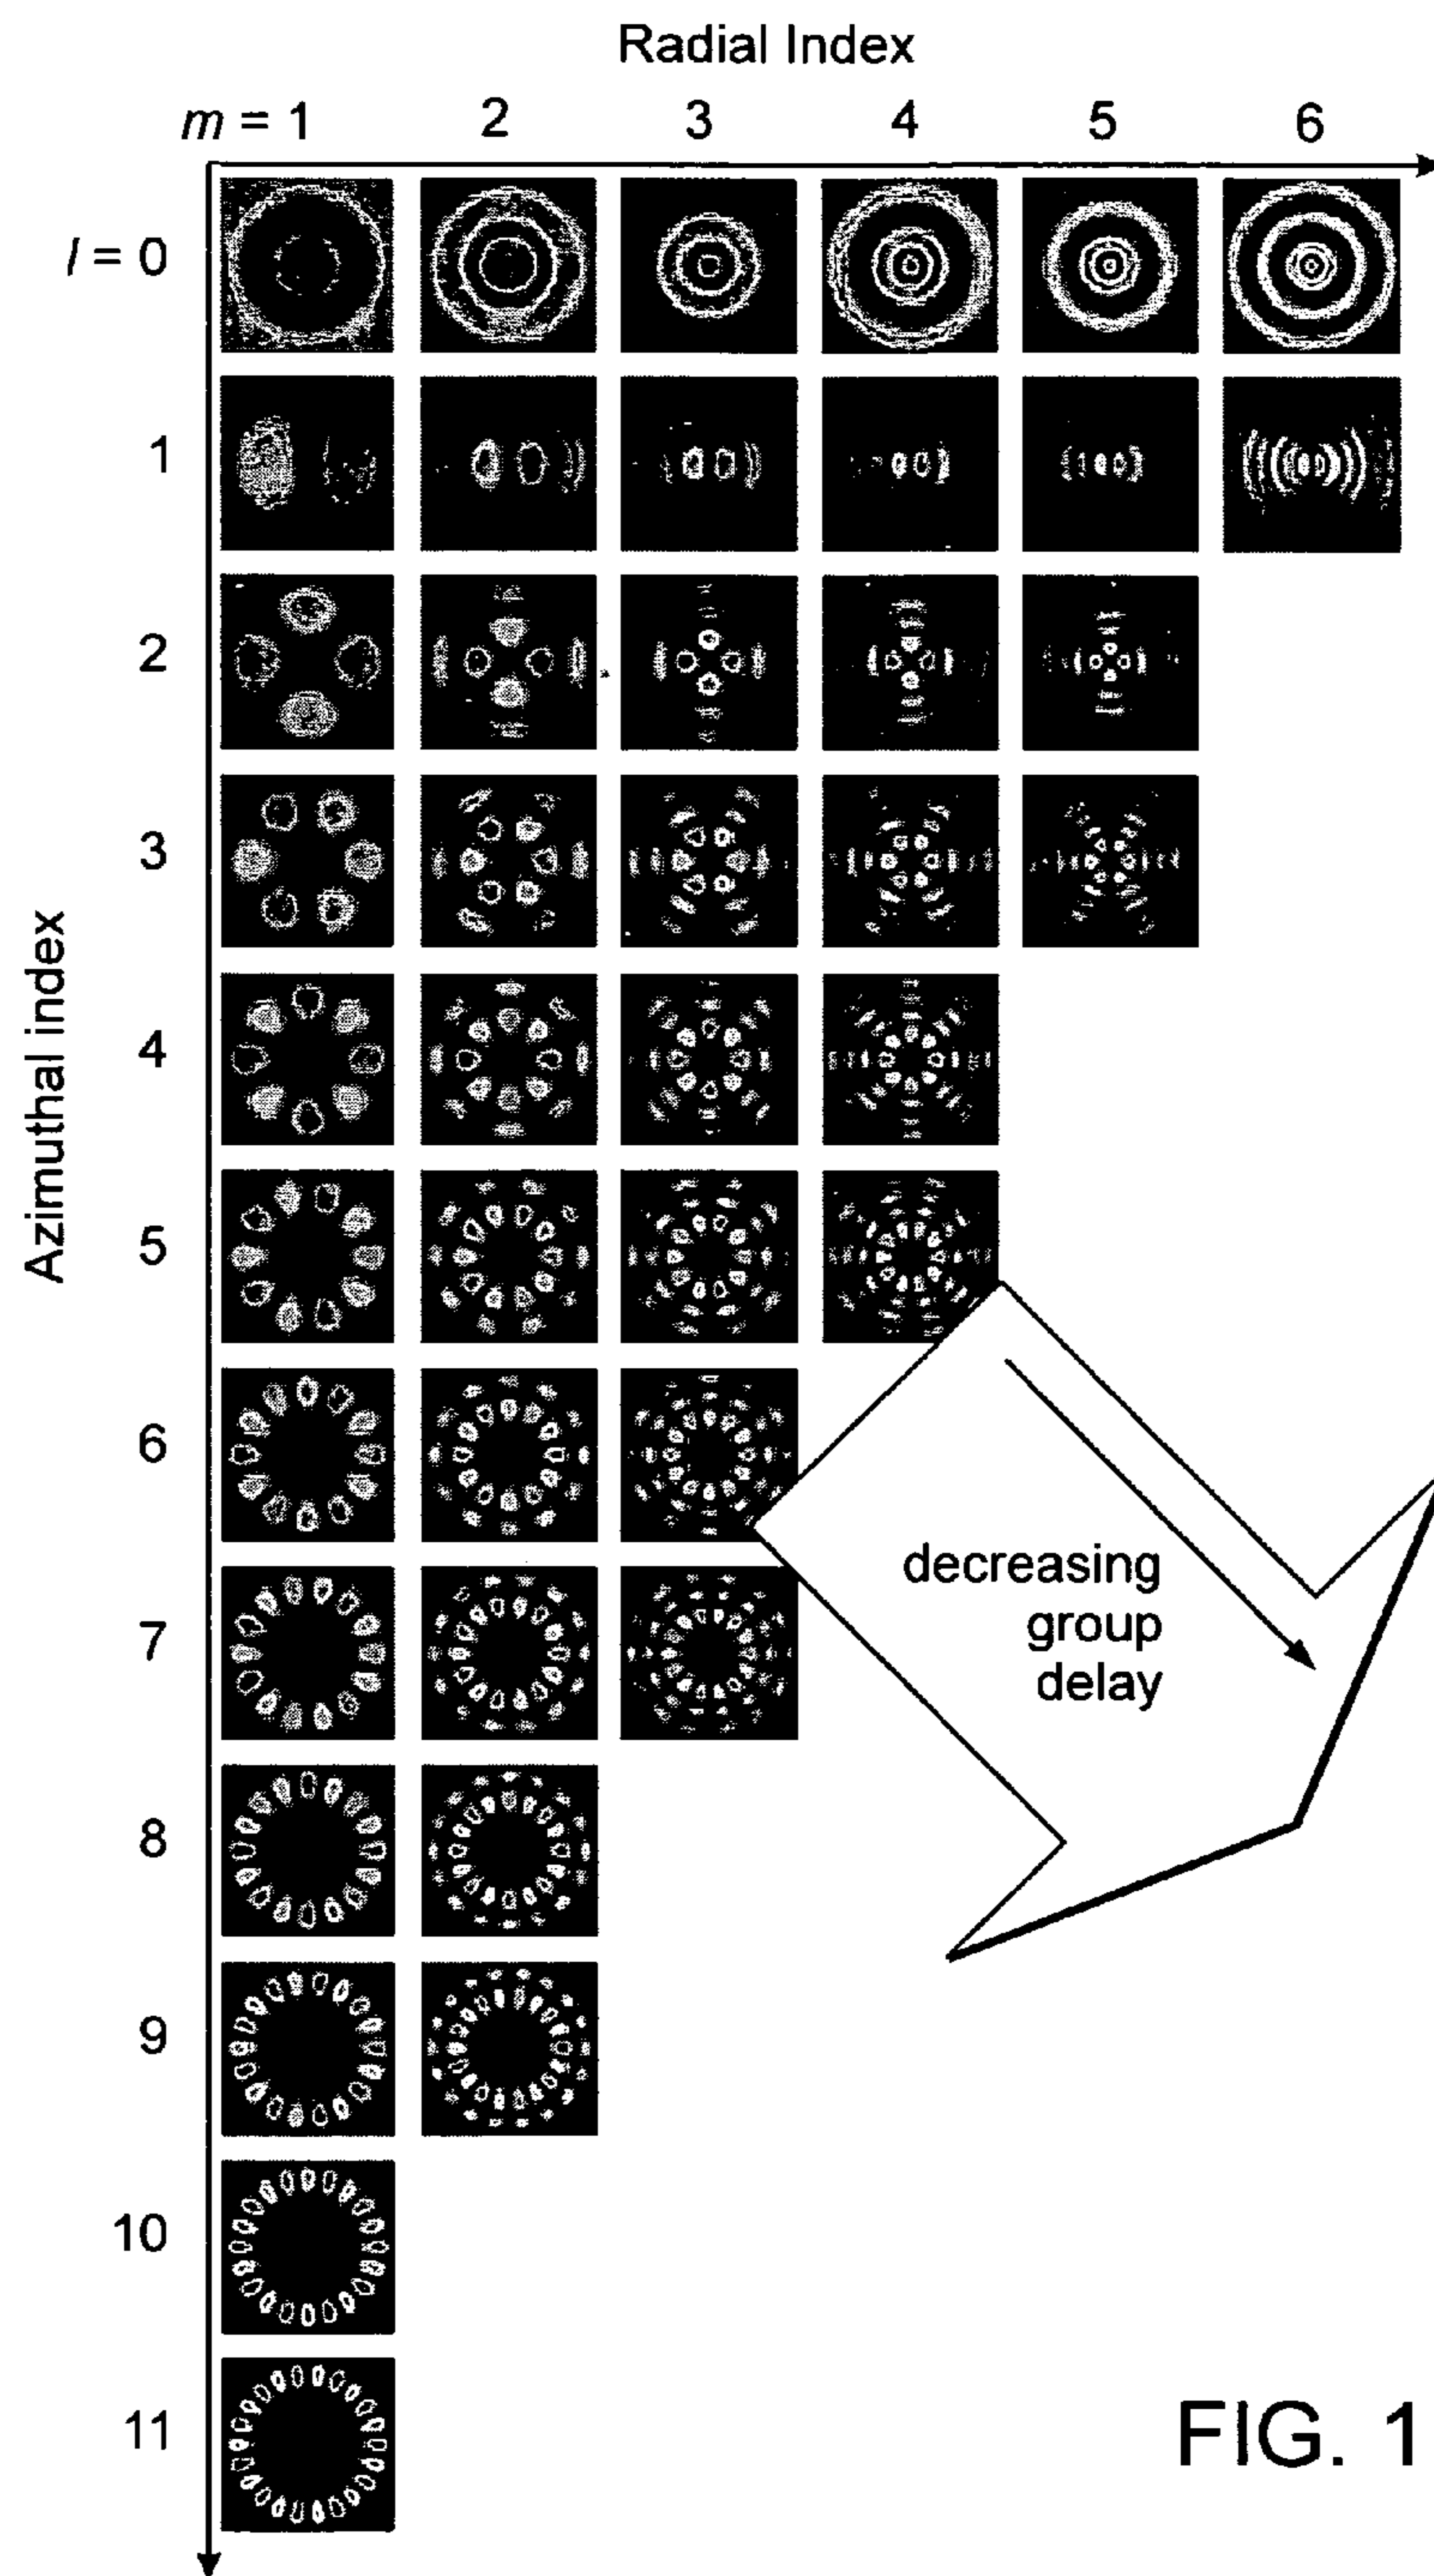 Radial Index
m = 1 2 3 4 5 6
l = 0
1
2
3
4
5
6
7
8
9
10
11
Azimuthal index
decreasing
group
delay
FIG. 1